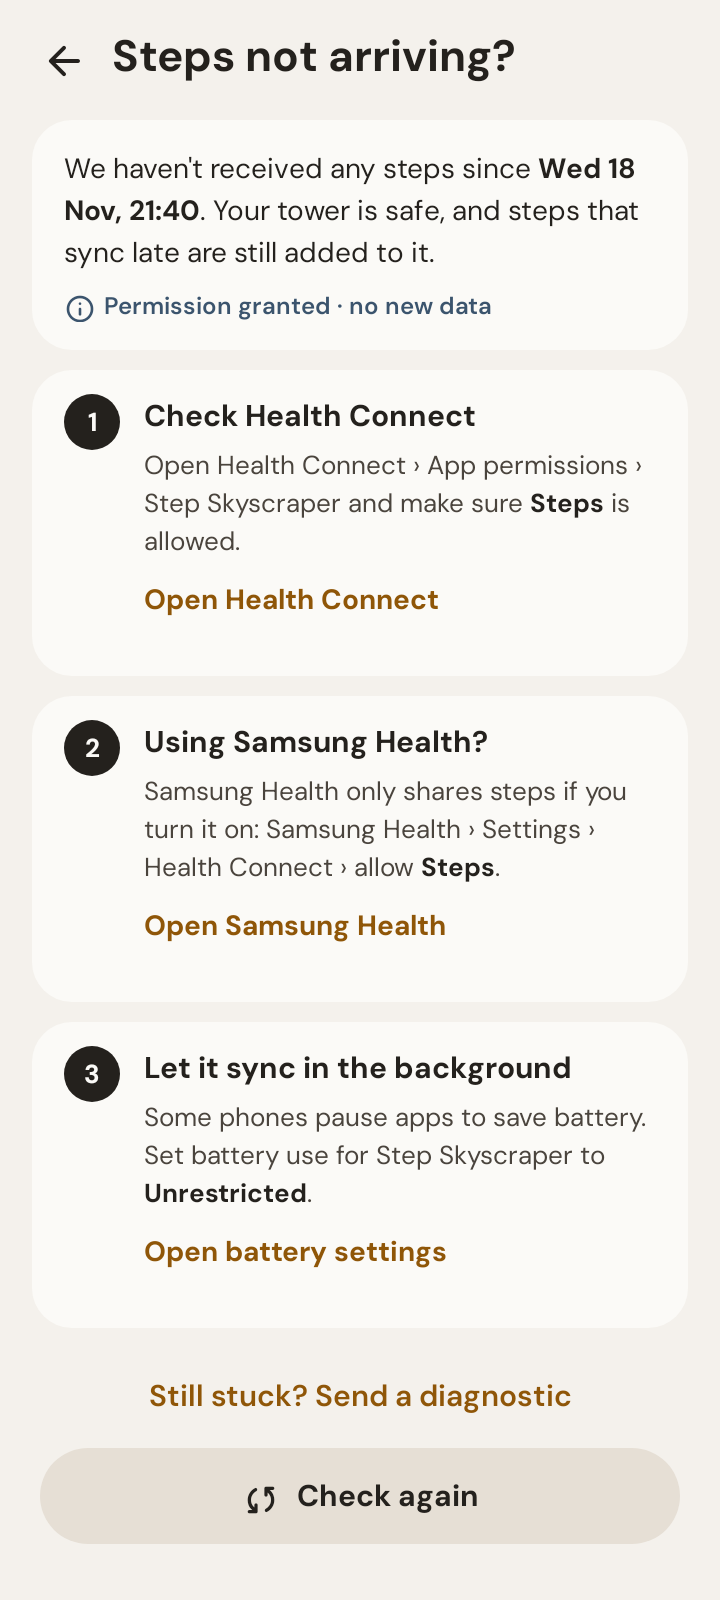 Steps not arriving?
We haven't received any steps since Wed 18
Nov, 21:40. Your tower is safe, and steps that
sync late are still added to it.
Permission granted · no new data
1
Check Health Connect
Open Health Connect › App permissions ›
Step Skyscraper and make sure Steps is
allowed.
Open Health Connect
2
Using Samsung Health?
Samsung Health only shares steps if you
turn it on: Samsung Health › Settings ›
Health Connect › allow Steps.
Open Samsung Health
3
Let it sync in the background
Some phones pause apps to save battery.
Set battery use for Step Skyscraper to
Unrestricted.
Open battery settings
Still stuck? Send a diagnostic
Check again